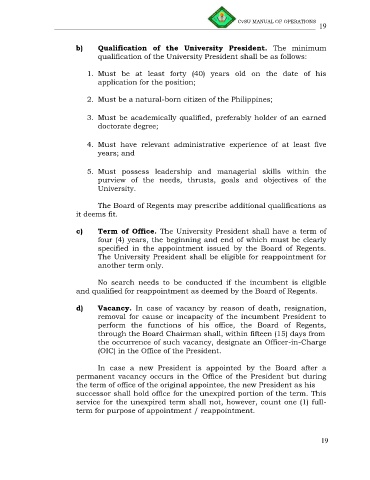 CvSU MANUAL OF OPERATIONS
19
b) Qualification of the University President. The minimum
qualification of the University President shall be as follows:
1. Must be at least forty (40) years old on the date of his
application for the position;
2. Must be a natural-born citizen of the Philippines;
3. Must be academically qualified, preferably holder of an earned
doctorate degree;
4. Must have relevant administrative experience of at least five
years; and
5. Must possess leadership and managerial skills within the
purview of the needs, thrusts, goals and objectives of the
University.
The Board of Regents may prescribe additional qualifications as
it deems fit.
c) Term of Office. The University President shall have a term of
four (4) years, the beginning and end of which must be clearly
specified in the appointment issued by the Board of Regents.
The University President shall be eligible for reappointment for
another term only.
No search needs to be conducted if the incumbent is eligible
and qualified for reappointment as deemed by the Board of Regents.
d) Vacancy. In case of vacancy by reason of death, resignation,
removal for cause or incapacity of the incumbent President to
perform the functions of his office, the Board of Regents,
through the Board Chairman shall, within fifteen (15) days from
the occurrence of such vacancy, designate an Officer-in-Charge
(OIC) in the Office of the President.
In case a new President is appointed by the Board after a
permanent vacancy occurs in the Office of the President but during
the term of office of the original appointee, the new President as his
successor shall hold office for the unexpired portion of the term. This
service for the unexpired term shall not, however, count one (1) full-
term for purpose of appointment / reappointment.
19